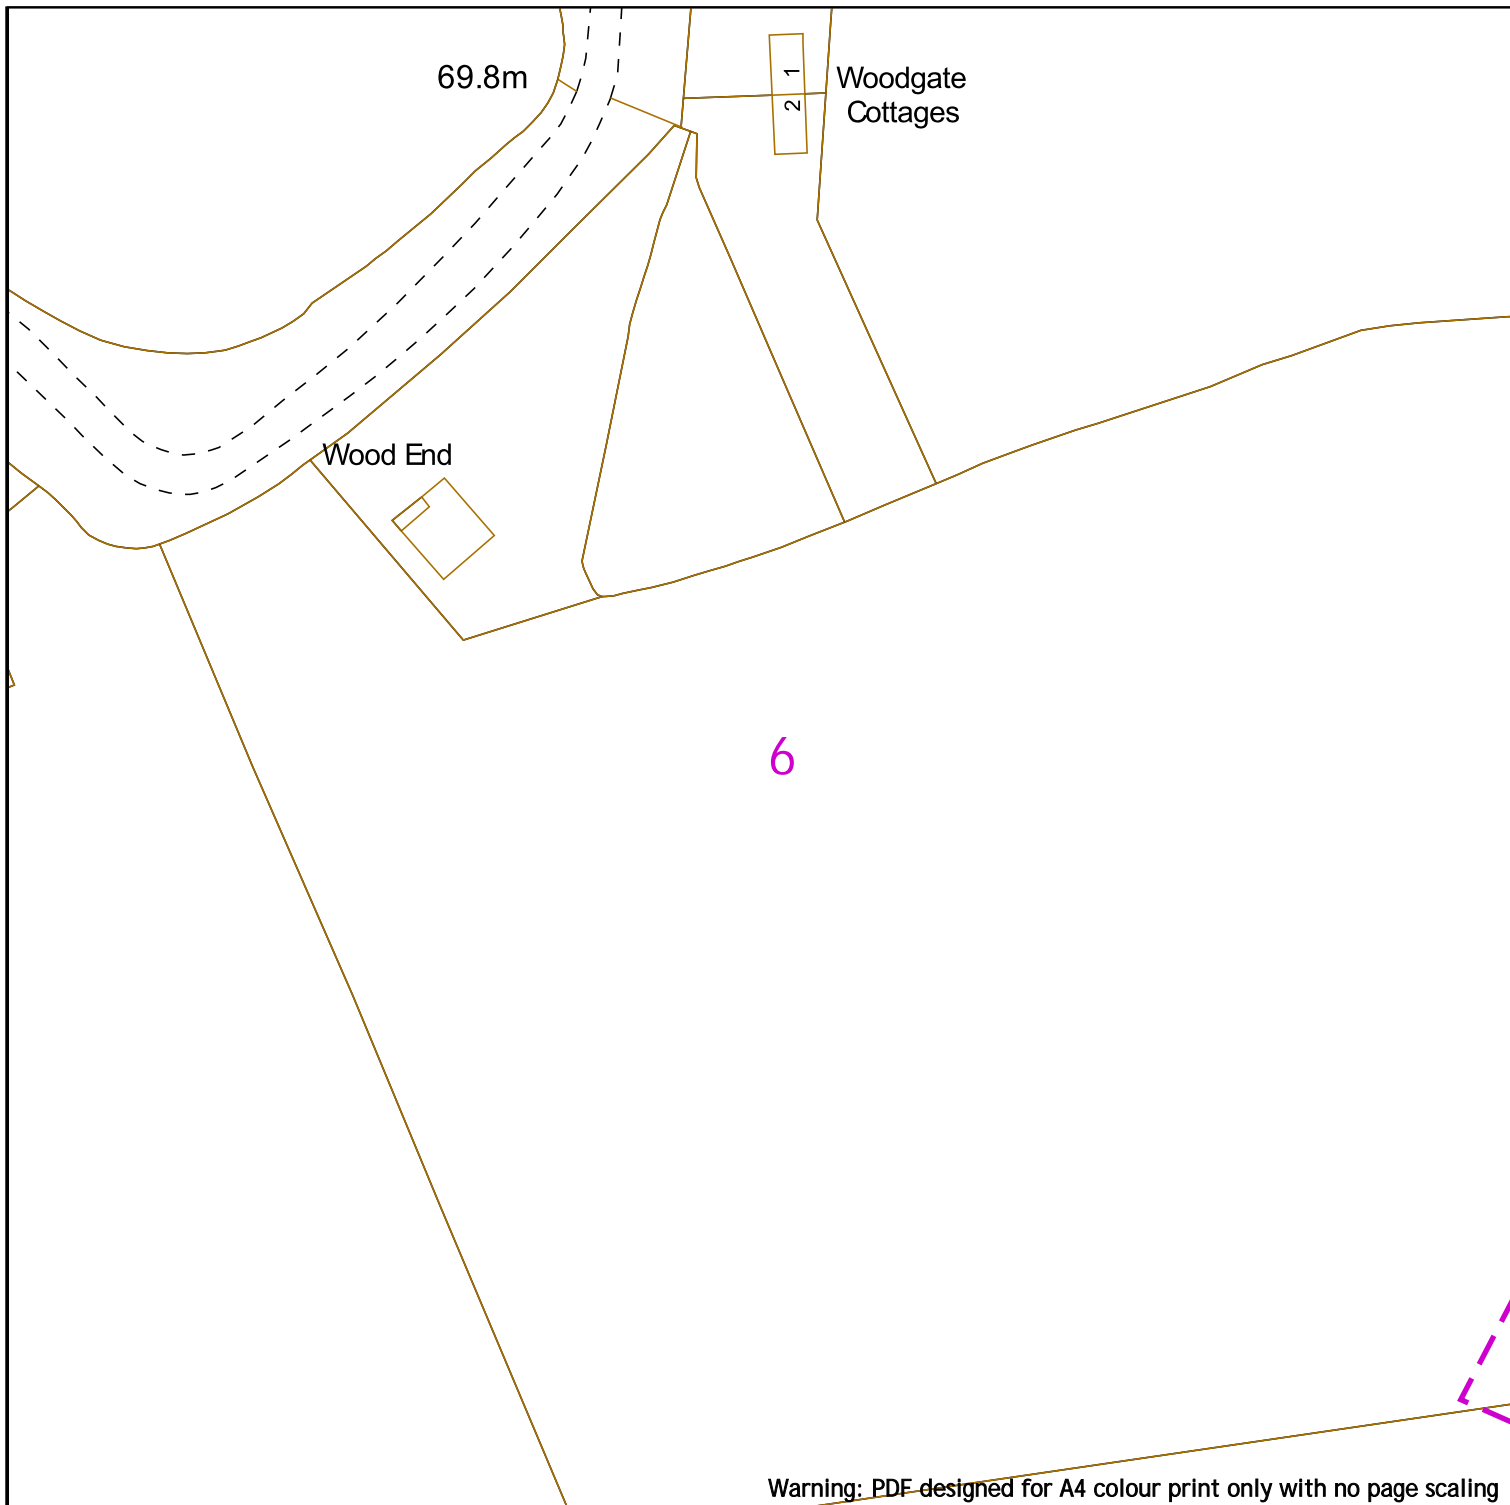 69.8m
1
2
Woodgate
Cottages
Wood End
6
Warning: PDF designed for A4 colour print only with no page scaling